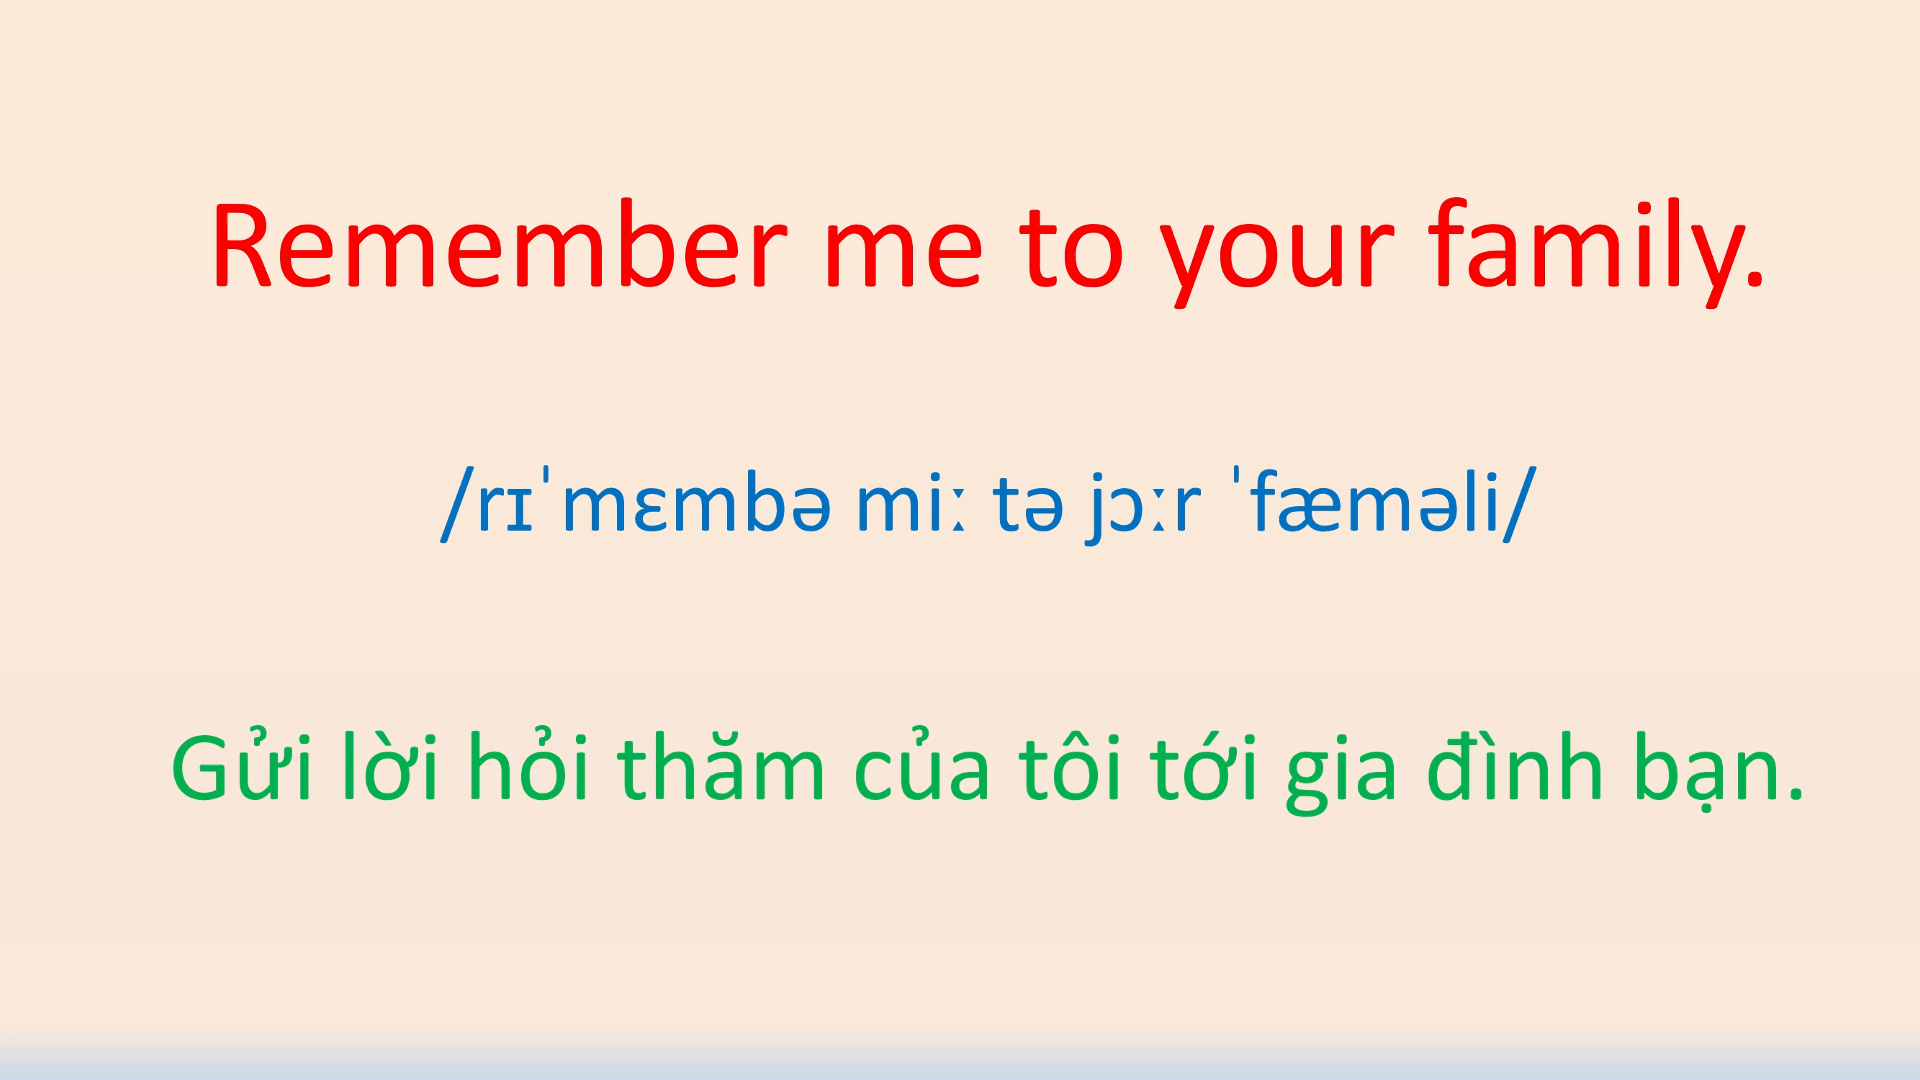 Remember me to your family.
/rɪˈmɛmbə miː tə jɔːr ˈfæməli/
Gửi lời hỏi thăm của tôi tới gia đình bạn.